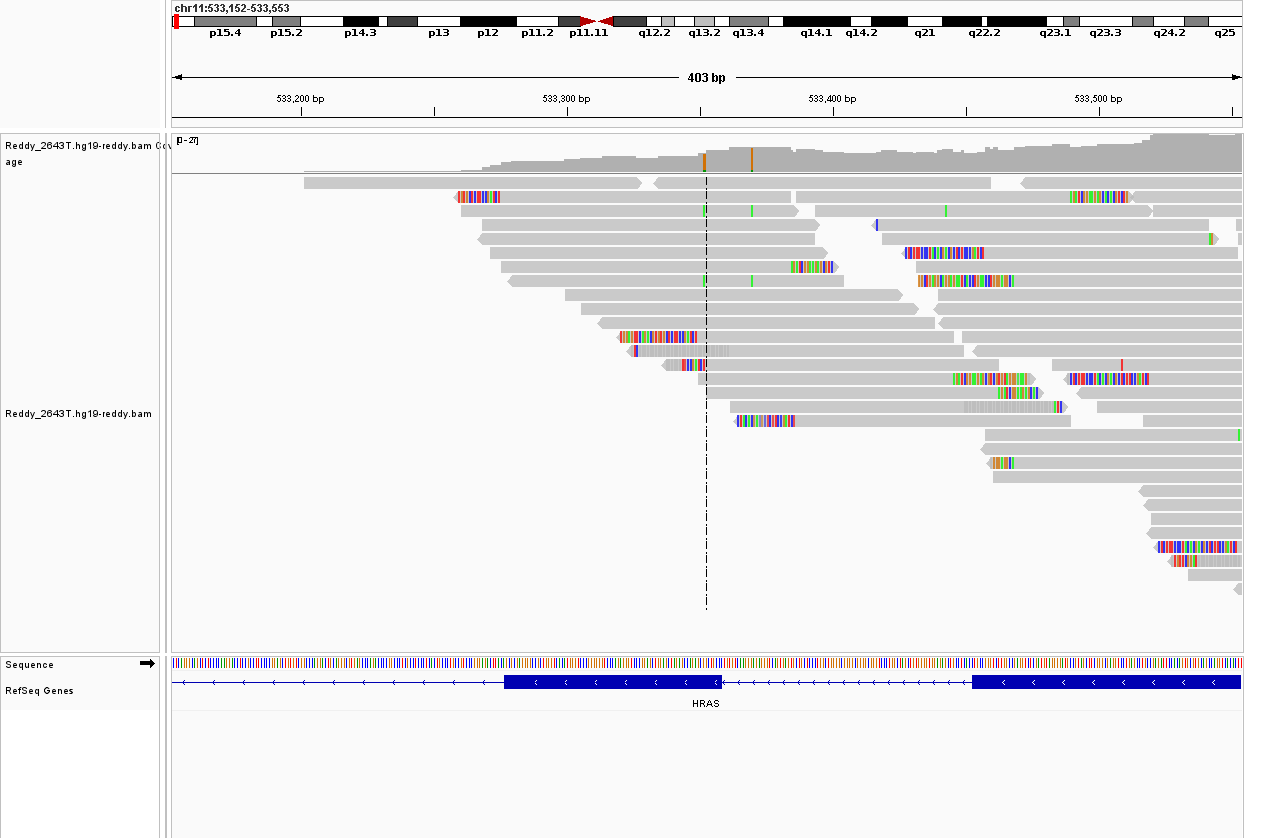 chr11:533,152-533,553
p15.4 p15.2 p14.3 p13 p12 p11.2 p11.11 q12.2 q13.2 q13.4 q14.1 q14.2 q21 q22.2 q23.1 q23.3 q24.2 q25
403 bp
533,200 bp 533,300 bp 533,400 bp 533,500 bp
[0 - 27]
Reddy_2643T.hg19-reddy.bam Cov
age
Reddy_2643T.hg19-reddy.bam
Sequence
RefSeq Genes
HRAS